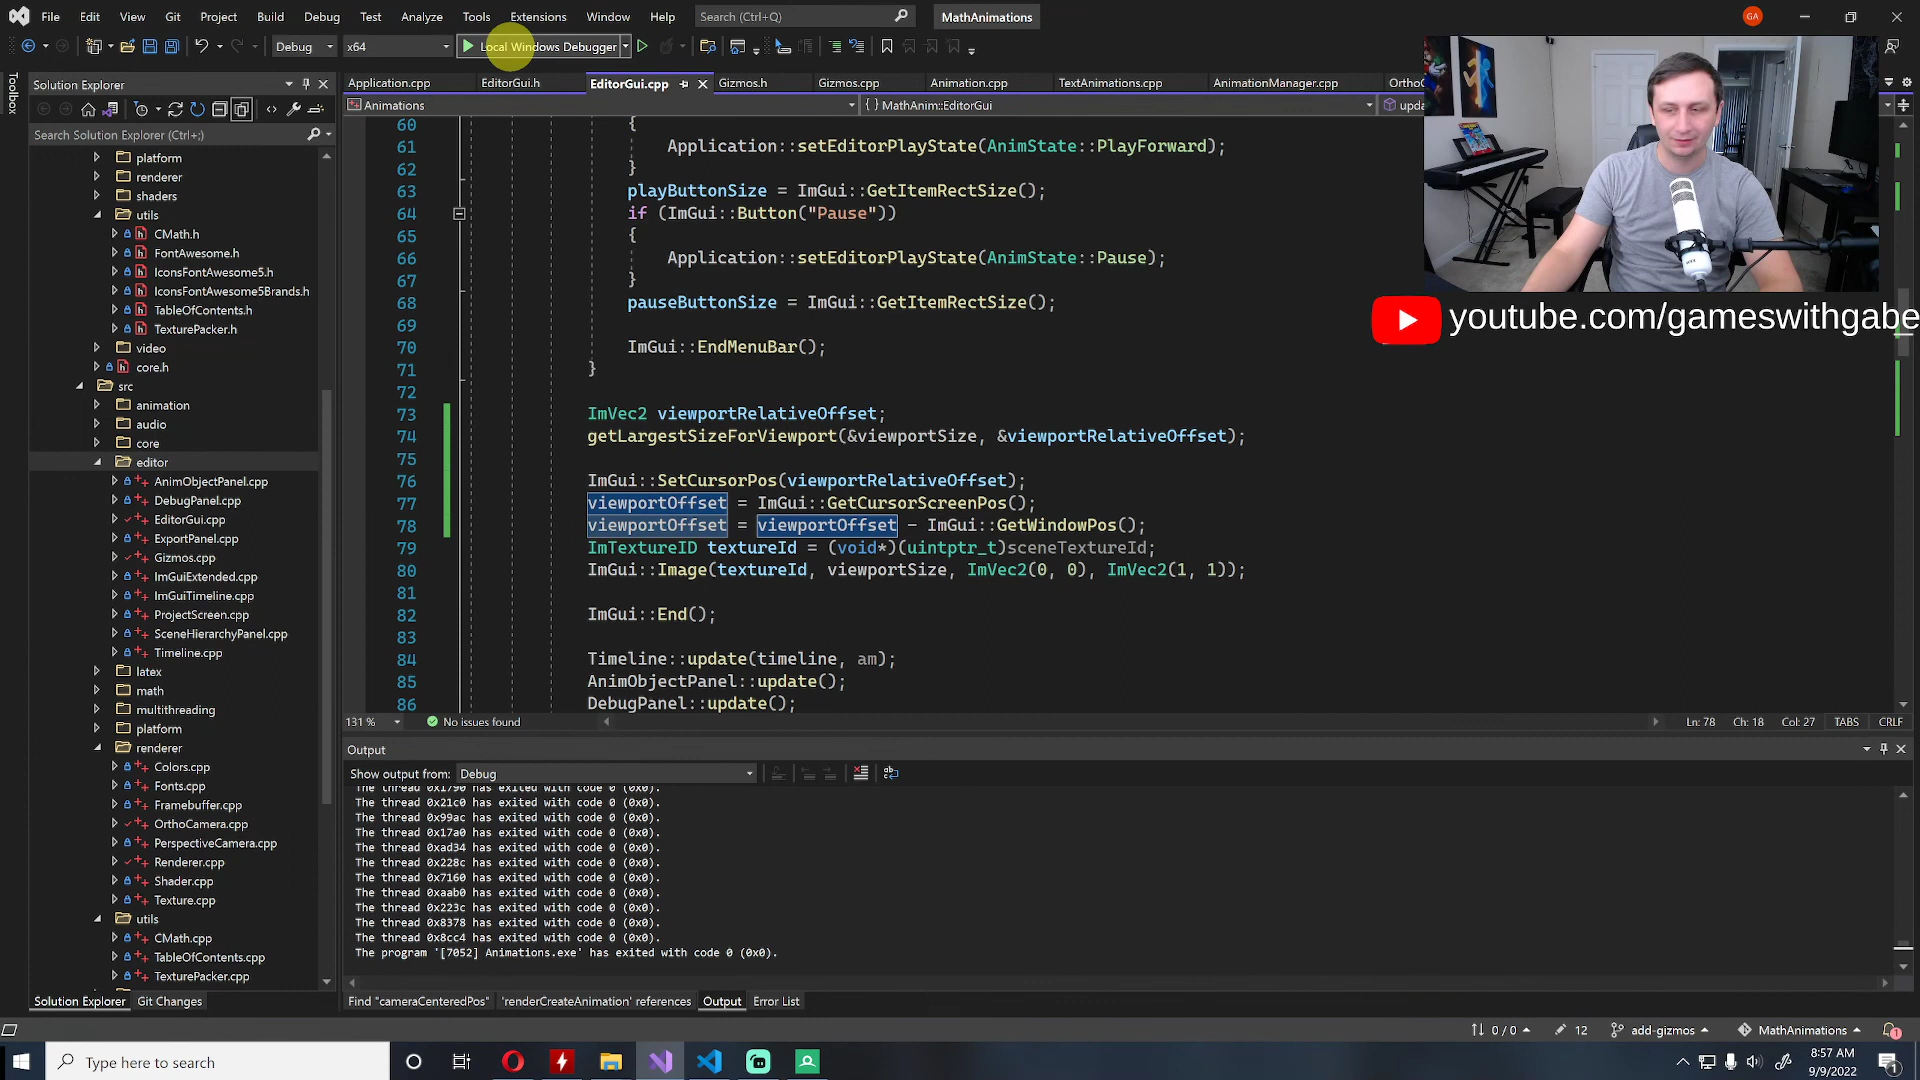 File Edit View Git Project Build Debug Test Analyze Tools Extensions Window Help Search (Ctrl+Q) MathAnimations GA
Debug x64 Local Windows Debugger
Toolbox
Solution Explorer
Search Solution Explorer (Ctrl+;)
platform
renderer
shaders
utils
CMath.h
FontAwesome.h
IconsFontAwesome5.h
IconsFontAwesome5Brands.h
TableOfContents.h
TexturePacker.h
video
core.h
src
animation
audio
core
editor
AnimObjectPanel.cpp
DebugPanel.cpp
EditorGui.cpp
ExportPanel.cpp
Gizmos.cpp
ImGuiExtended.cpp
ImGuiTimeline.cpp
ProjectScreen.cpp
SceneHierarchyPanel.cpp
Timeline.cpp
latex
math
multithreading
platform
renderer
Colors.cpp
Fonts.cpp
Framebuffer.cpp
OrthoCamera.cpp
PerspectiveCamera.cpp
Renderer.cpp
Shader.cpp
Texture.cpp
utils
CMath.cpp
TableOfContents.cpp
TexturePacker.cpp
Solution Explorer Git Changes
Application.cpp EditorGui.h EditorGui.cpp Gizmos.h Gizmos.cpp Animation.cpp TextAnimations.cpp AnimationManager.cpp Ortho
Animations { } MathAnim::EditorGui upda
60 {
61 Application::setEditorPlayState(AnimState::PlayForward);
62 }
63 playButtonSize = ImGui::GetItemRectSize();
64 if (ImGui::Button("Pause"))
65 {
66 Application::setEditorPlayState(AnimState::Pause);
67 }
68 pauseButtonSize = ImGui::GetItemRectSize();
69
70 ImGui::EndMenuBar();
71 }
72
73 ImVec2 viewportRelativeOffset;
74 getLargestSizeForViewport(&viewportSize, &viewportRelativeOffset);
75
76 ImGui::SetCursorPos(viewportRelativeOffset);
77 viewportOffset = ImGui::GetCursorScreenPos();
78 viewportOffset = viewportOffset - ImGui::GetWindowPos();
79 ImTextureID textureId = (void*)(uintptr_t)sceneTextureId;
80 ImGui::Image(textureId, viewportSize, ImVec2(0, 0), ImVec2(1, 1));
81
82 ImGui::End();
83
84 Timeline::update(timeline, am);
85 AnimObjectPanel::update();
86 DebugPanel::update();
youtube.com/gameswithgabe_
131 % No issues found Ln: 78 Ch: 18 Col: 27 TABS CRLF
Output
Show output from: Debug
The thread 0x1790 has exited with code 0 (0x0).
The thread 0x21c0 has exited with code 0 (0x0).
The thread 0x99ac has exited with code 0 (0x0).
The thread 0x17a0 has exited with code 0 (0x0).
The thread 0xad34 has exited with code 0 (0x0).
The thread 0x228c has exited with code 0 (0x0).
The thread 0x7160 has exited with code 0 (0x0).
The thread 0xaab0 has exited with code 0 (0x0).
The thread 0x223c has exited with code 0 (0x0).
The thread 0x8378 has exited with code 0 (0x0).
The thread 0x8cc4 has exited with code 0 (0x0).
The program '[7052] Animations.exe' has exited with code 0 (0x0).
Find "cameraCenteredPos" 'renderCreateAnimation' references Output Error List
0 / 0 12 add-gizmos MathAnimations 1
Type here to search
8:57 AM
9/9/2022
1